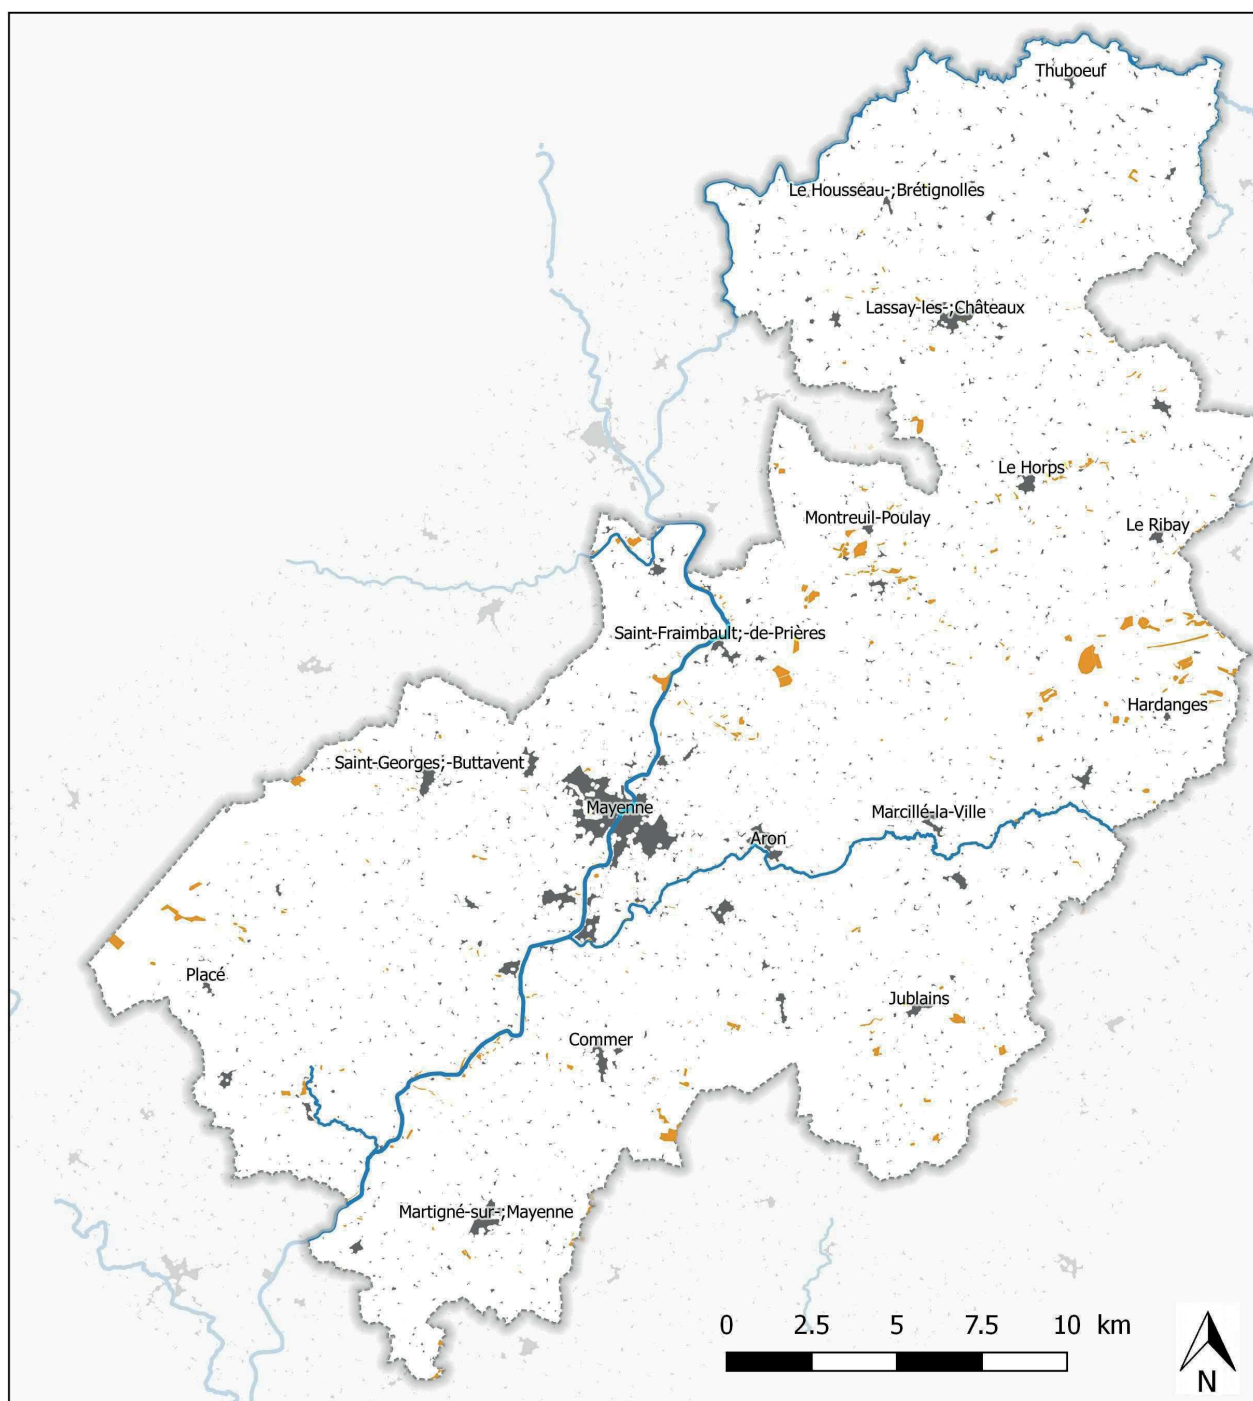 Thuboeuf
Le Housseau-;Brétignolles
Lassay-les-;Châteaux
Le Horps
Montreuil-Poulay
Le Ribay
Saint-Fraimbault;-de-Prières
Hardanges
Saint-Georges;-Buttavent
Mayenne
Marcillé-la-Ville
Aron
Placé
Jublains
Commer
Martigné-sur-;Mayenne
0 2.5 5 7.5 10 km
N